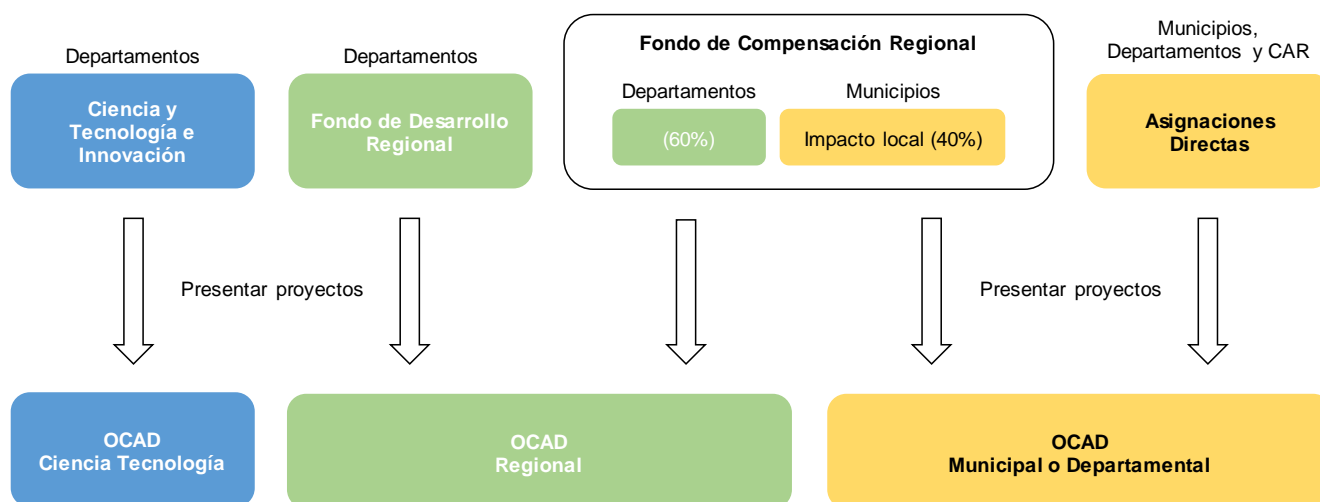 Departamentos
Ciencia y
Tecnología e
Innovación
Departamentos
Fondo de Desarrollo
Regional
Fondo de Compensación Regional
Departamentos
(60%)
Municipios
Impacto local (40%)
Municipios,
Departamentos y CAR
Asignaciones
Directas
Presentar proyectos
Presentar proyectos
OCAD
Ciencia Tecnología
OCAD
Regional
OCAD
Municipal o Departamental